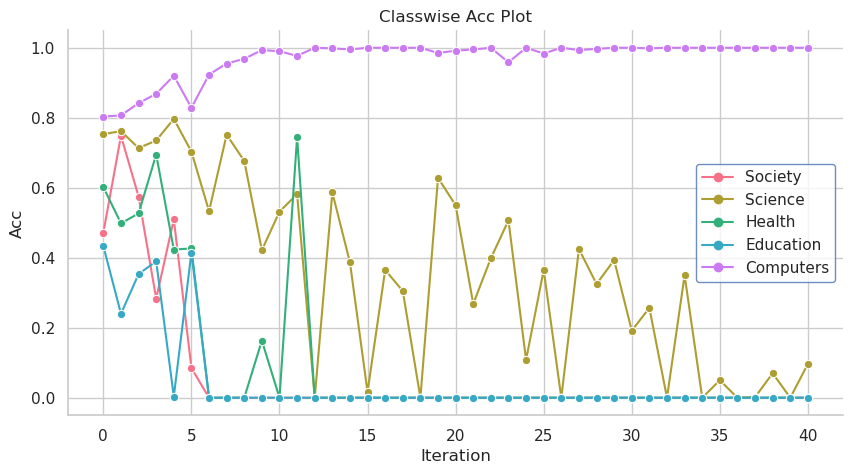 Classwise Acc Plot
Acc
1.0
0.8
0.6
0.4
0.2
0.0
Society
Science
Health
Education
Computers
0 5 10 15 20 25 30 35 40
Iteration